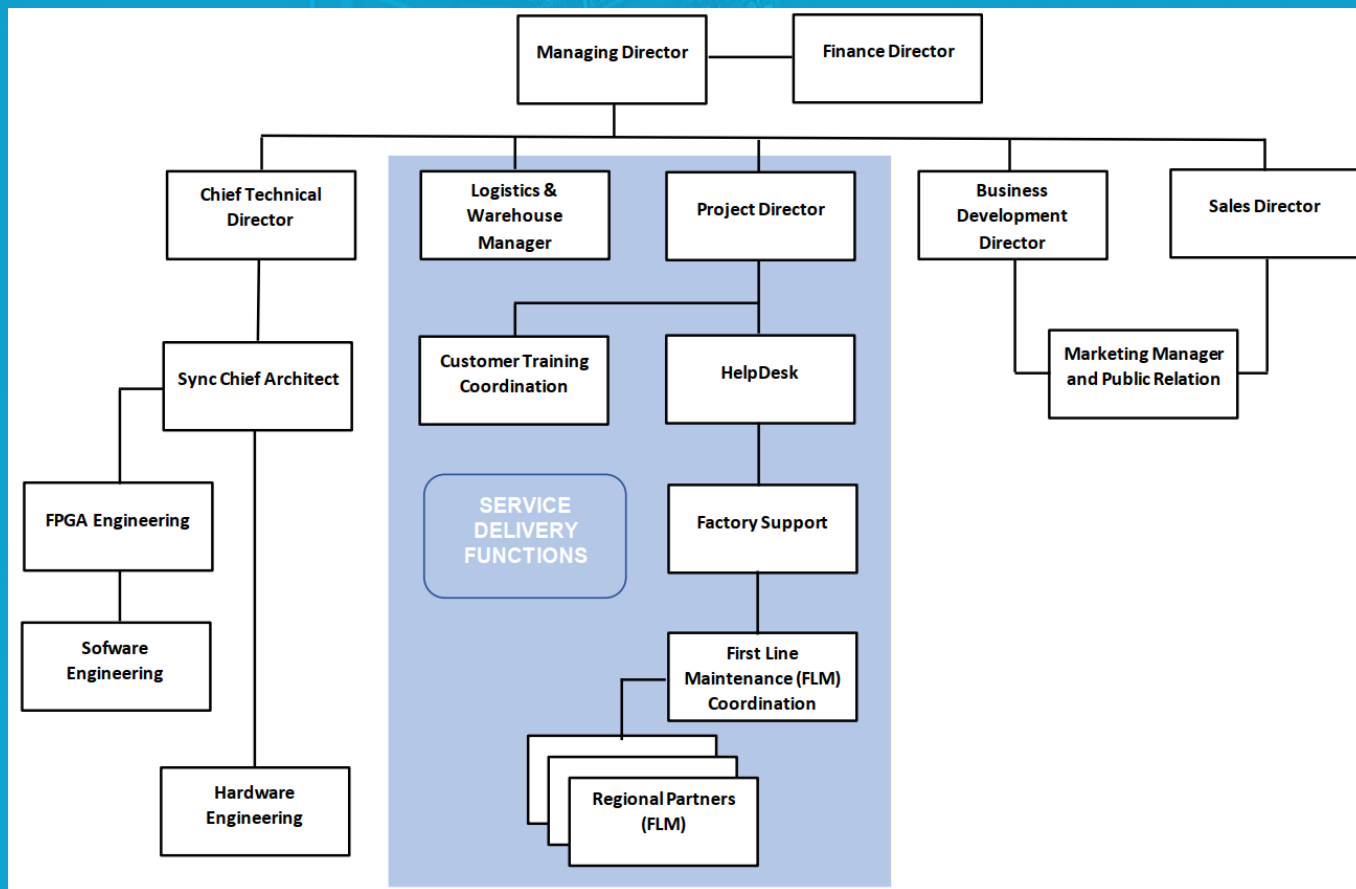 Managing Director
Finance Director
Chief Technical
Director
Logistics &
Warehouse
Manager
Project Director
Business
Development
Director
Sales Director
Sync Chief Architect
Customer Training
Coordination
HelpDesk
Marketing Manager
and Public Relation
FPGA Engineering
SERVICE
DELIVERY
FUNCTIONS
Factory Support
Sofware
Engineering
First Line
Maintenance (FLM)
Coordination
Hardware
Engineering
Regional Partners
(FLM)